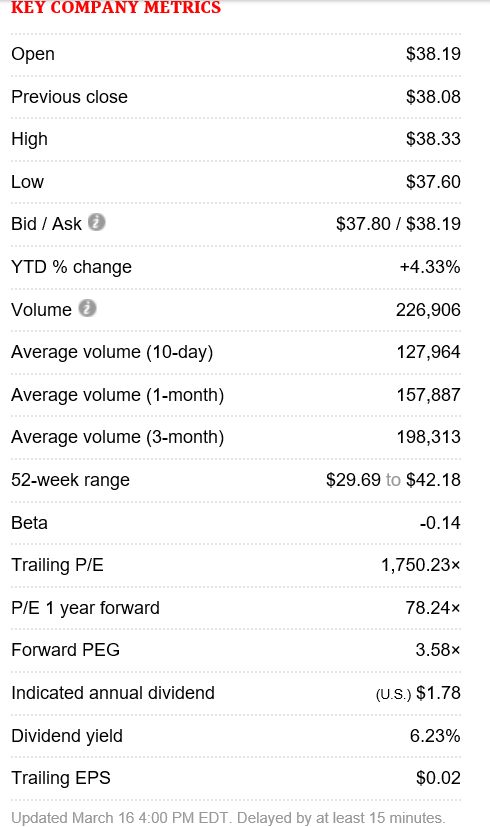 KEY COMPANY METRICS
Open $38.19
Previous close $38.08
High $38.33
Low $37.60
Bid / Ask $37.80 / $38.19
YTD % change +4.33%
Volume 226,906
Average volume (10-day) 127,964
Average volume (1-month) 157,887
Average volume (3-month) 198,313
52-week range $29.69 to $42.18
Beta -0.14
Trailing P/E 1,750.23×
P/E 1 year forward 78.24×
Forward PEG 3.58×
Indicated annual dividend (U.S.) $1.78
Dividend yield 6.23%
Trailing EPS $0.02
Updated March 16 4:00 PM EDT. Delayed by at least 15 minutes.